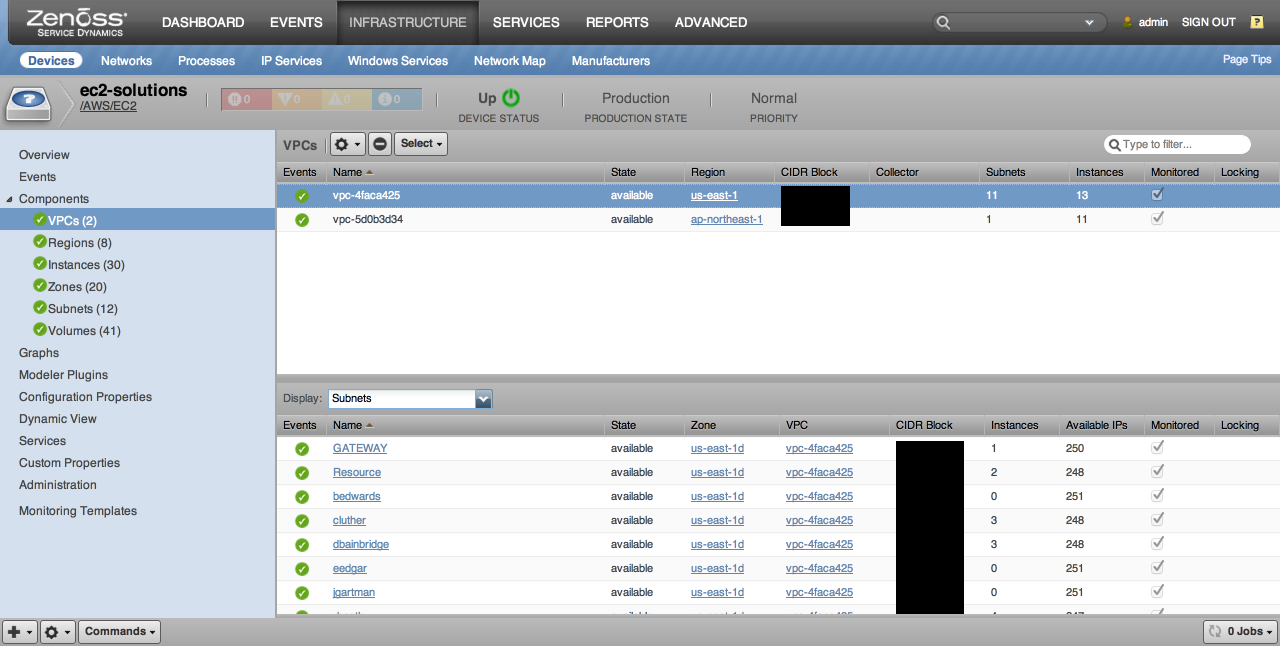 Zenoss DASHBOARD EVENTS INFRASTRUCTURE SERVICES REPORTS ADVANCED admin SIGN OUT ?
SERVICE DYNAMICS
Devices Networks Processes IP Services Windows Services Network Map Manufacturers Page Tips
ec2-solutions
/AWS/EC2
0 0 0 0
Up
DEVICE STATUS
Production
PRODUCTION STATE
Normal
PRIORITY
Overview
Events
Components
VPCs (2)
Regions (8)
Instances (30)
Zones (20)
Subnets (12)
Volumes (41)
Graphs
Modeler Plugins
Configuration Properties
Dynamic View
Services
Custom Properties
Administration
Monitoring Templates
VPCs Select Type to filter...
Events Name State Region CIDR Block Collector Subnets Instances Monitored Locking
vpc-4faca425 available us-east-1 11 13
vpc-5d0b3d34 available ap-northeast-1 1 11
Display: Subnets
Events Name State Zone VPC CIDR Block Instances Available IPs Monitored Locking
GATEWAY available us-east-1d vpc-4faca425 1 250
Resource available us-east-1d vpc-4faca425 2 248
bedwards available us-east-1d vpc-4faca425 0 251
cluther available us-east-1d vpc-4faca425 3 248
dbainbridge available us-east-1d vpc-4faca425 3 248
eedgar available us-east-1d vpc-4faca425 0 251
jgartman available us-east-1d vpc-4faca425 0 251
Commands 0 Jobs